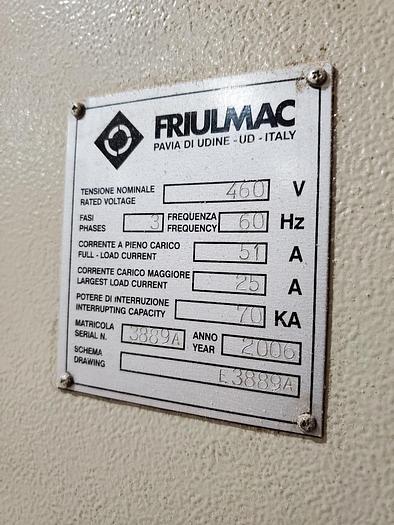 FRIULMAC
PAVIA DI UDINE - UD - ITALY
TENSIONE NOMINALE
RATED VOLTAGE 460 V
FASI
PHASES 3 FREQUENZA
FREQUENCY 60 Hz
CORRENTE A PIENO CARICO
FULL - LOAD CURRENT 51 A
CORRENTE CARICO MAGGIORE
LARGEST LOAD CURRENT 25 A
POTERE DI INTERRUZIONE
INTERRUPTING CAPACITY 70 KA
MATRICOLA
SERIAL N. 3889A ANNO
YEAR 2006
SCHEMA
DRAWING E3889A